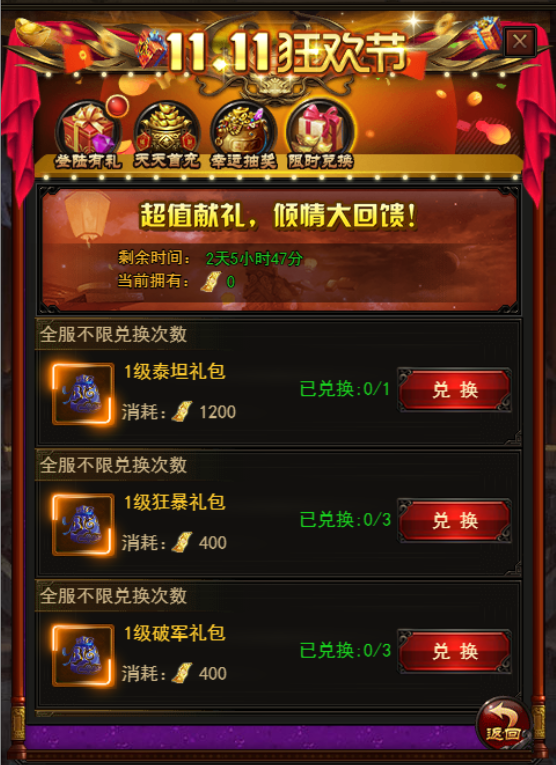 11.11狂欢节
登陆有礼 天天首充 幸运抽奖 限时兑换
超值献礼，倾情大回馈！
剩余时间： 2天5小时47分
当前拥有： 0
全服不限兑换次数
1级泰坦礼包
消耗： 1200
已兑换:0/1
兑 换
全服不限兑换次数
1级狂暴礼包
消耗： 400
已兑换:0/3
兑 换
全服不限兑换次数
1级破军礼包
消耗： 400
已兑换:0/3
兑 换
返回